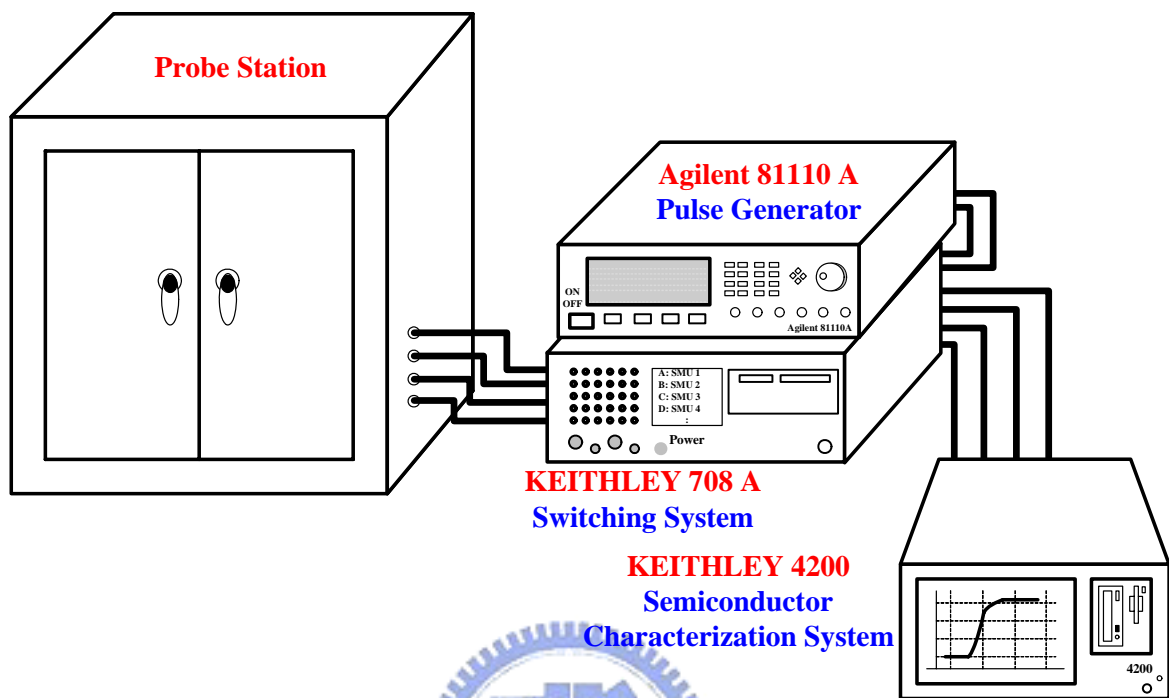 Probe Station
Agilent 81110 A
Pulse Generator
ON
OFF
Agilent 81110A
A: SMU 1
B: SMU 2
C: SMU 3
D: SMU 4
:
Power
KEITHLEY 708 A
Switching System
KEITHLEY 4200
Semiconductor
Characterization System
4200